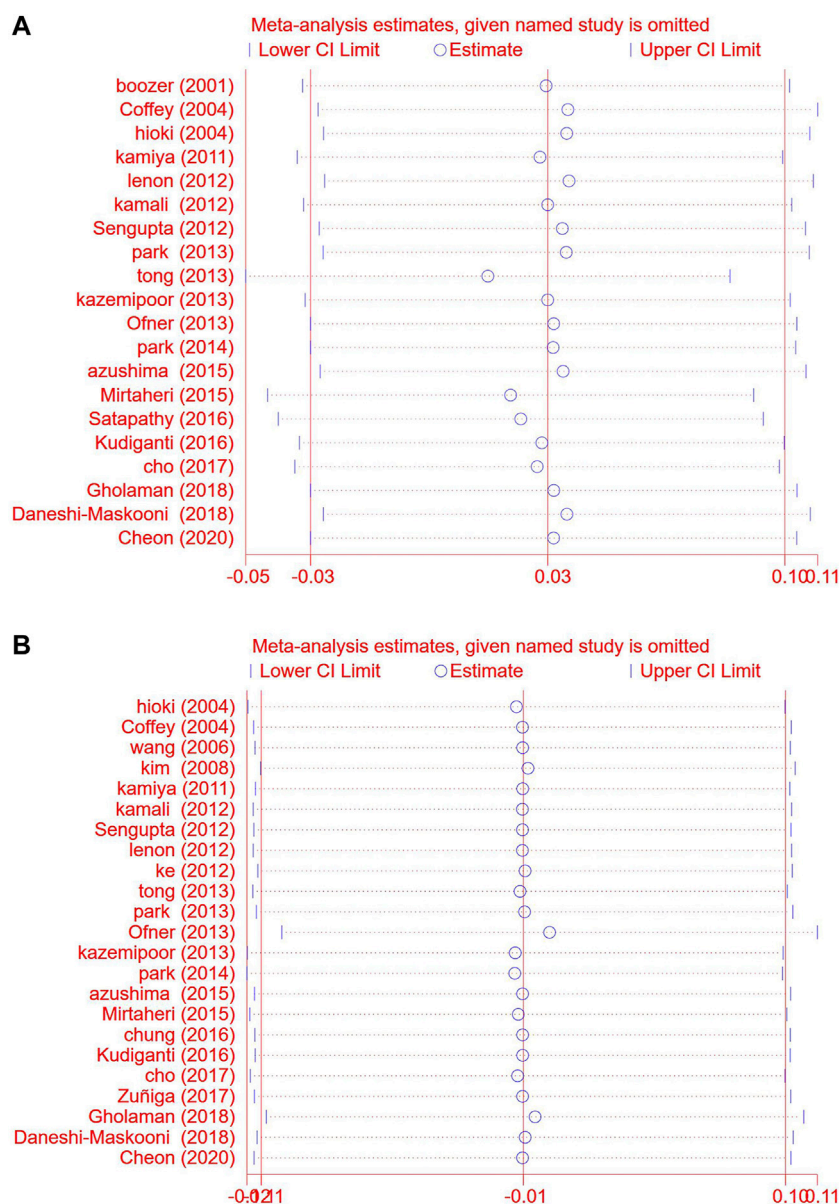 A
Meta-analysis estimates, given named study is omitted
| Lower CI Limit ○ Estimate | Upper CI Limit
boozer (2001)
Coffey (2004)
hioki (2004)
kamiya (2011)
lenon (2012)
kamali (2012)
Sengupta (2012)
park (2013)
tong (2013)
kazemipoor (2013)
Ofner (2013)
park (2014)
azushima (2015)
Mirtaheri (2015)
Satapathy (2016)
Kudiganti (2016)
cho (2017)
Gholaman (2018)
Daneshi-Maskooni (2018)
Cheon (2020)
-0.05 -0.03 0.03 0.10 0.11
B
Meta-analysis estimates, given named study is omitted
| Lower CI Limit ○ Estimate | Upper CI Limit
hioki (2004)
Coffey (2004)
wang (2006)
kim (2008)
kamiya (2011)
kamali (2012)
Sengupta (2012)
lenon (2012)
ke (2012)
tong (2013)
park (2013)
Ofner (2013)
kazemipoor (2013)
park (2014)
azushima (2015)
Mirtaheri (2015)
chung (2016)
Kudiganti (2016)
cho (2017)
Zuñiga (2017)
Gholaman (2018)
Daneshi-Maskooni (2018)
Cheon (2020)
-0.01 0.10 0.11